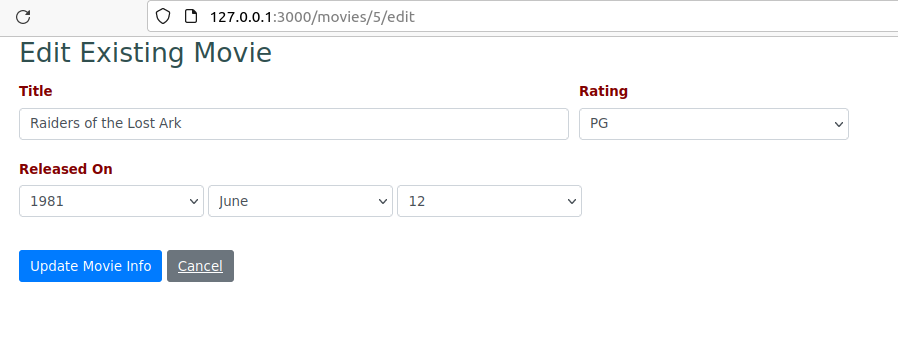 127.0.0.1:3000/movies/5/edit
Edit Existing Movie
Title Rating
Raiders of the Lost Ark PG
Released On
1981 June 12
Update Movie Info Cancel